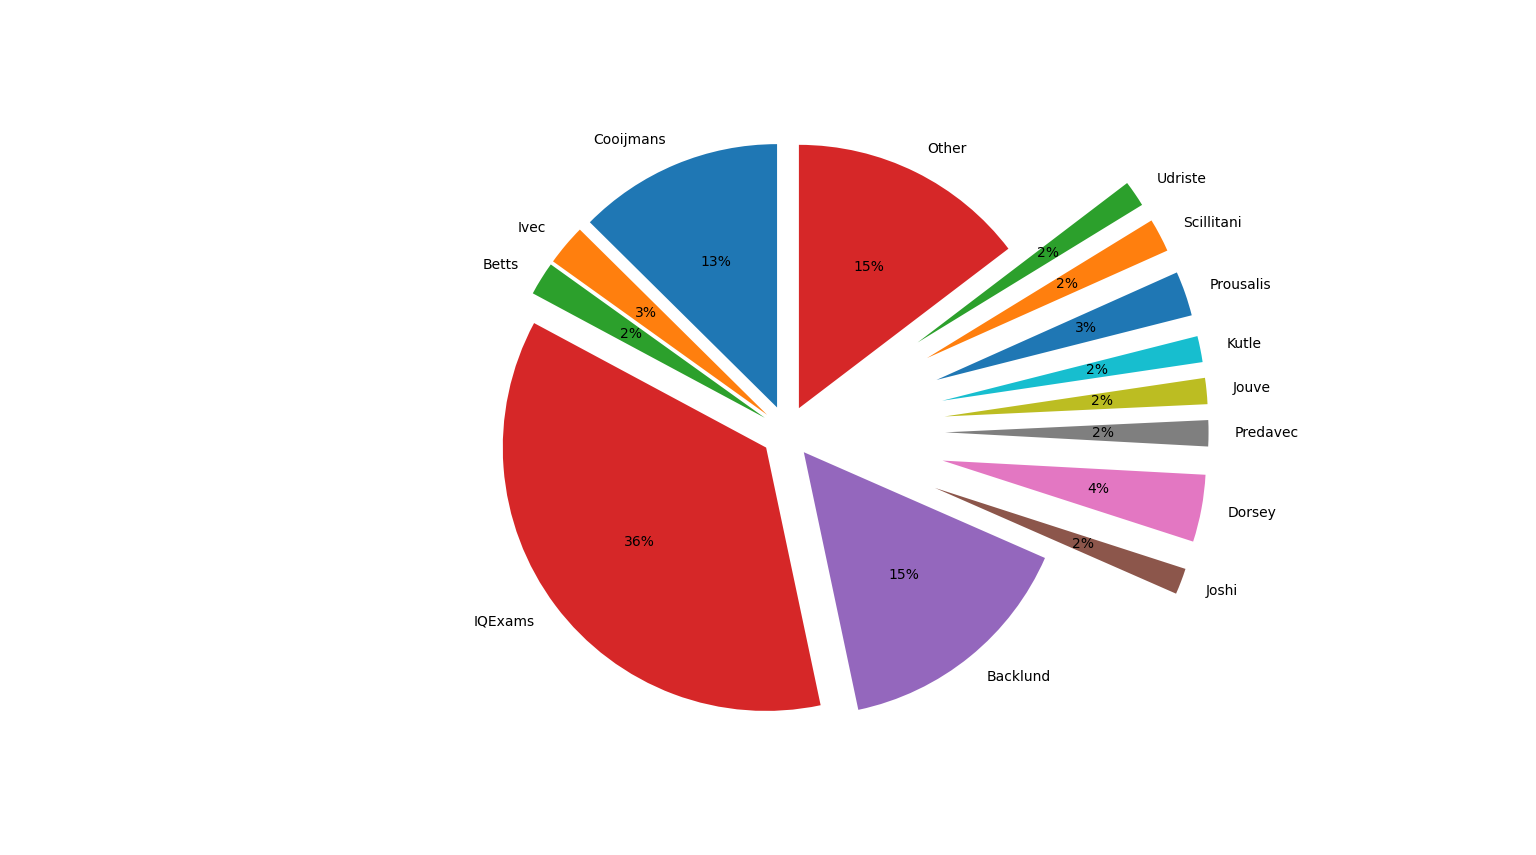 Cooijmans
13%
Other
15%
Udriste
2%
Scillitani
2%
Ivec
3%
Betts
2%
Prousalis
3%
Kutle
2%
Jouve
2%
Predavec
2%
Dorsey
4%
Joshi
2%
IQExams
36%
Backlund
15%